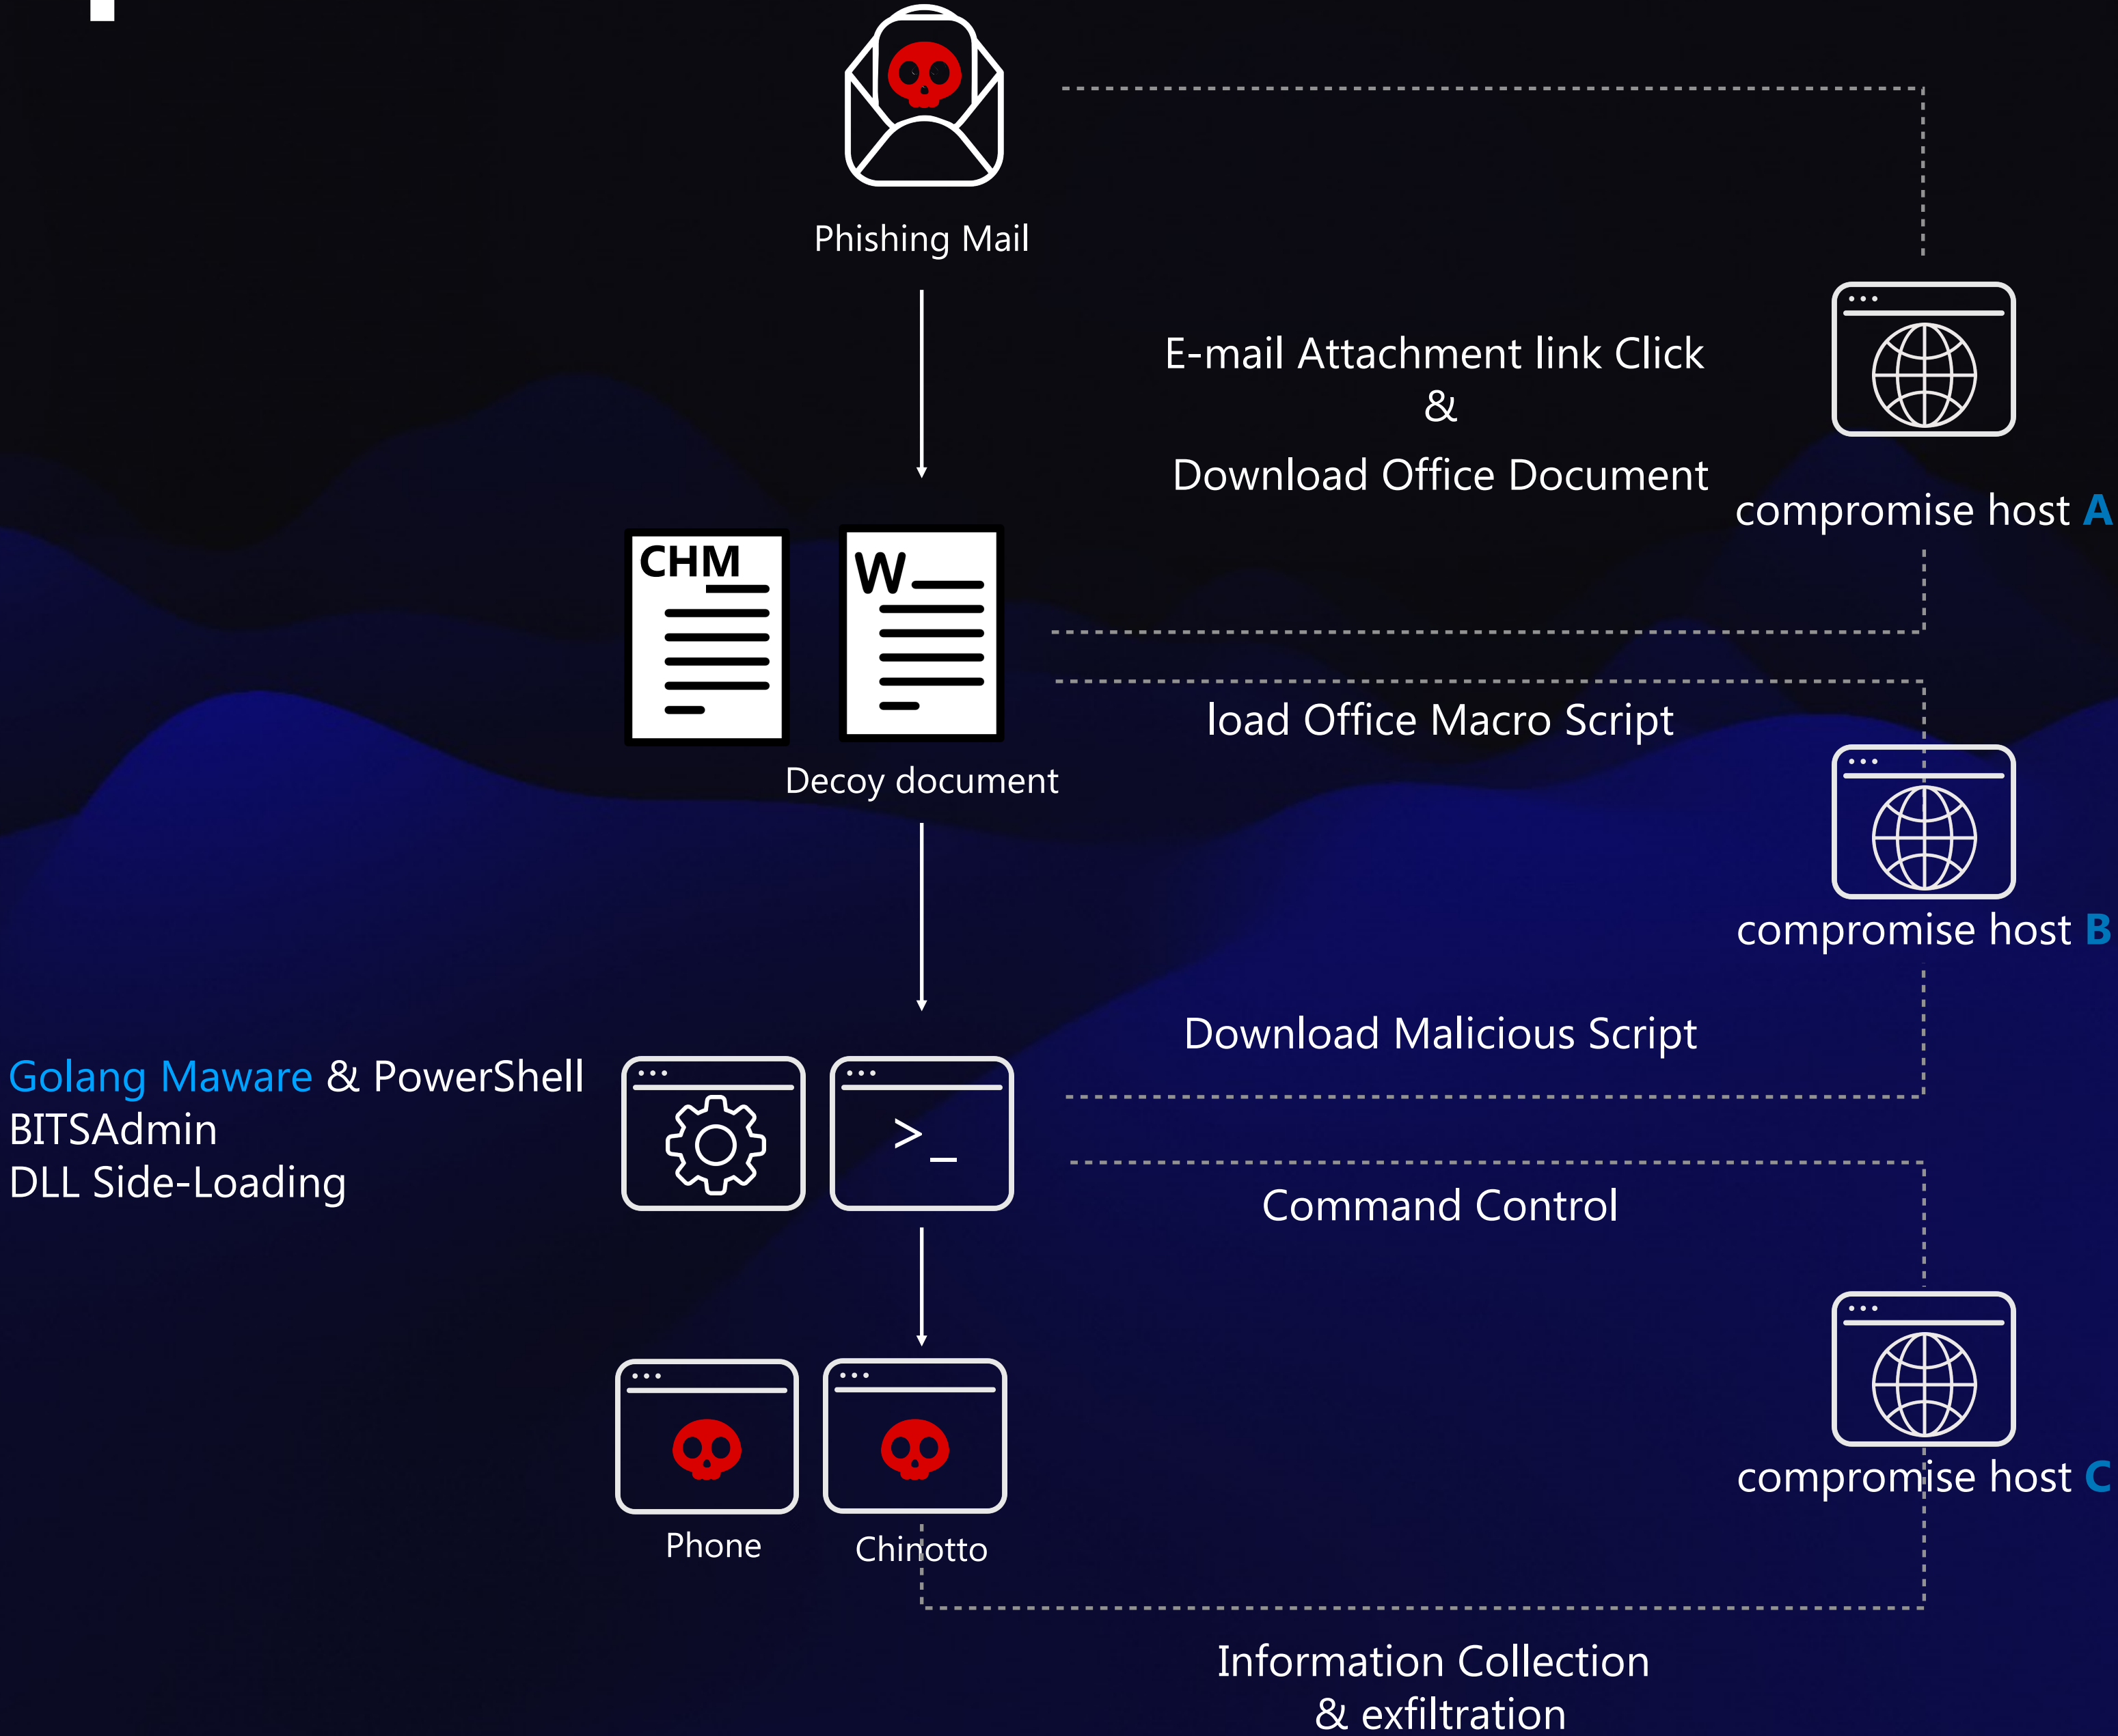 Phishing Mail
E-mail Attachment link Click
&
Download Office Document
compromise host A
CHM
W
load Office Macro Script
Decoy document
compromise host B
Download Malicious Script
Golang Maware & PowerShell
BITSAdmin
DLL Side-Loading
>_
Command Control
compromise host C
Phone
Chinotto
Information Collection
& exfiltration